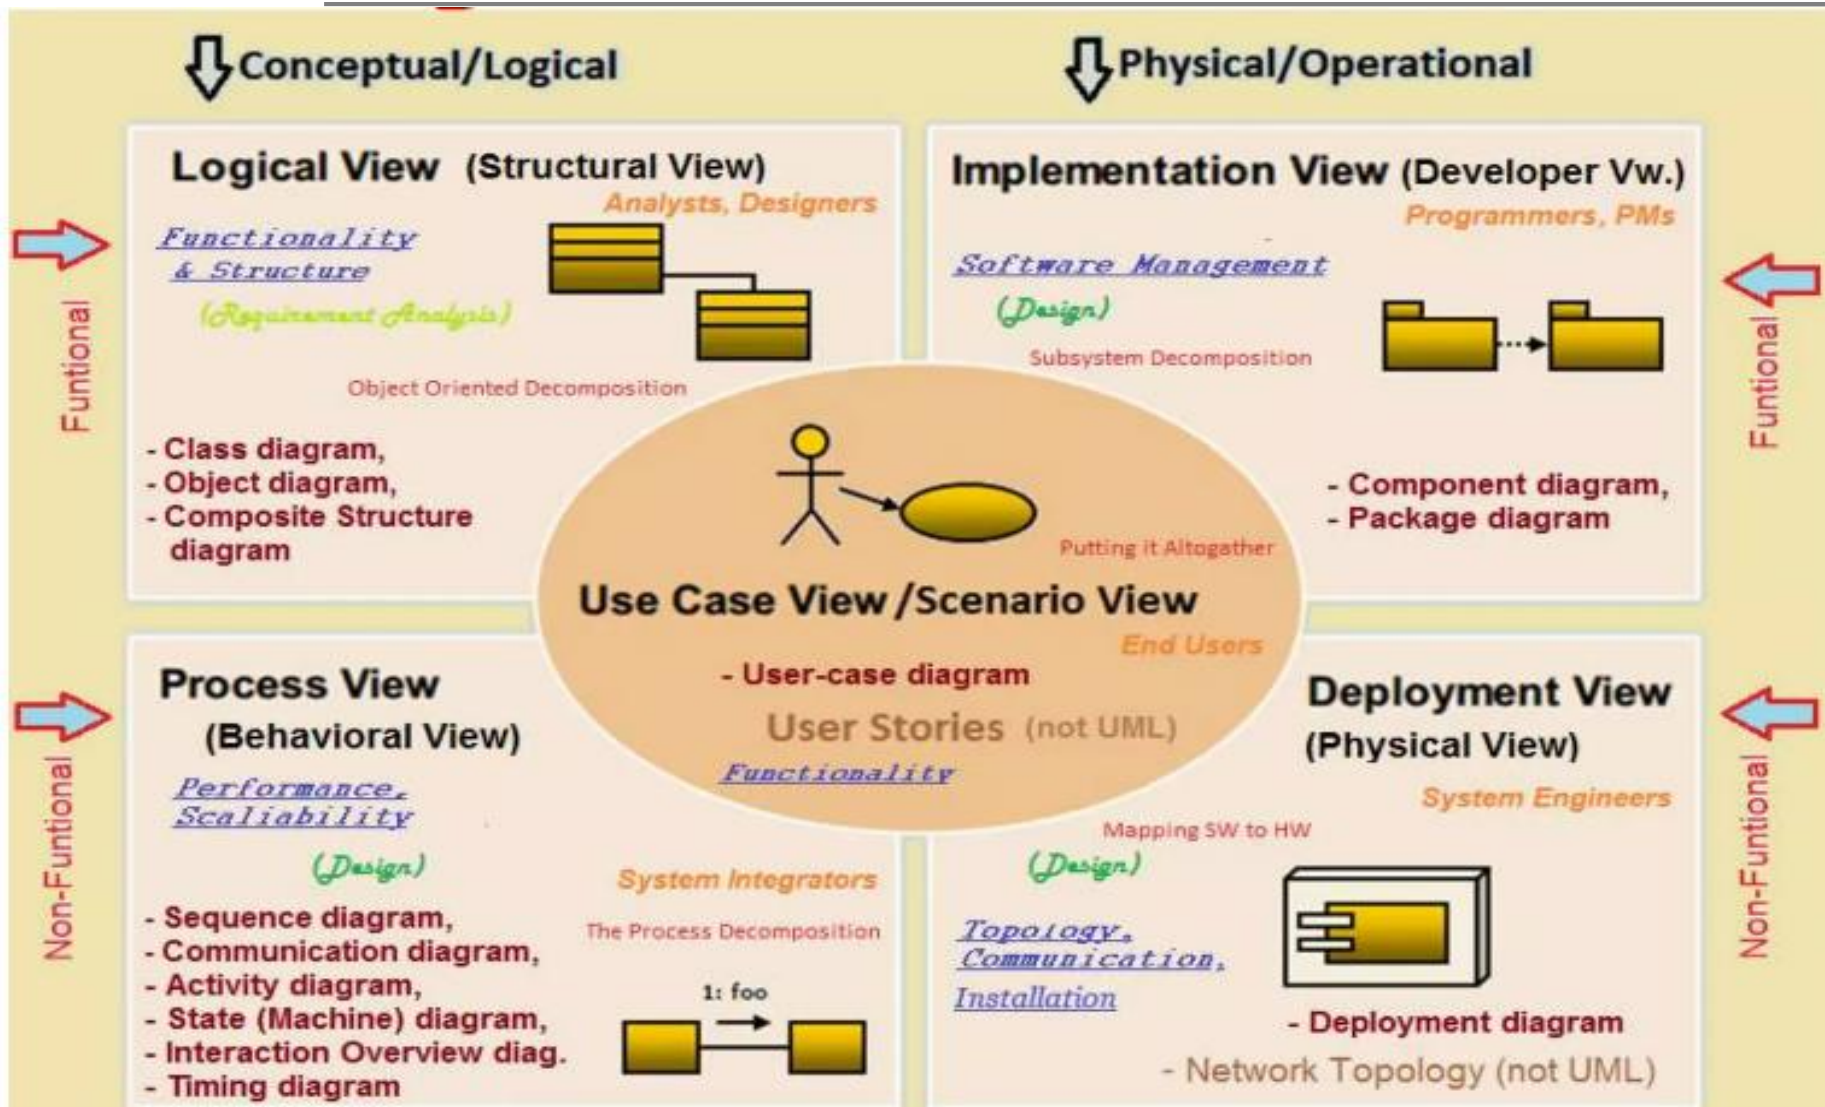 Conceptual/Logical
Physical/Operational
Logical View (Structural View)
Analysts, Designers
Functionality
& Structure
(Requirement Analysis)
Object Oriented Decomposition
- Class diagram,
- Object diagram,
- Composite Structure
diagram
Funtional
Implementation View (Developer Vw.)
Programmers, PMs
Software Management
(Design)
Subsystem Decomposition
- Component diagram,
- Package diagram
Funtional
Putting it Altogather
Use Case View /Scenario View
End Users
- User-case diagram
User Stories (not UML)
Functionality
Process View
(Behavioral View)
Performance,
Scaliability
(Design)
System Integrators
The Process Decomposition
- Sequence diagram,
- Communication diagram,
- Activity diagram,
- State (Machine) diagram,
- Interaction Overview diag.
- Timing diagram
1: foo
Non-Funtional
Deployment View
(Physical View)
System Engineers
Mapping SW to HW
(Design)
Topology,
Communication,
Installation
- Deployment diagram
- Network Topology (not UML)
Non-Funtional